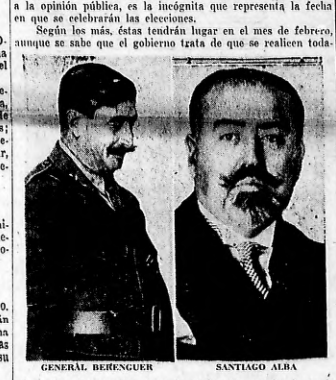 a la opinión pública, es la incógnita que representa la fecha
en que se celebrarán las elecciones.
Según los más, éstas tendrán lugar en el mes de febrero,
aunque se sabe que el gobierno trata de que se realicen toda-
GENERAL BERENGUER
SANTIAGO ALBA